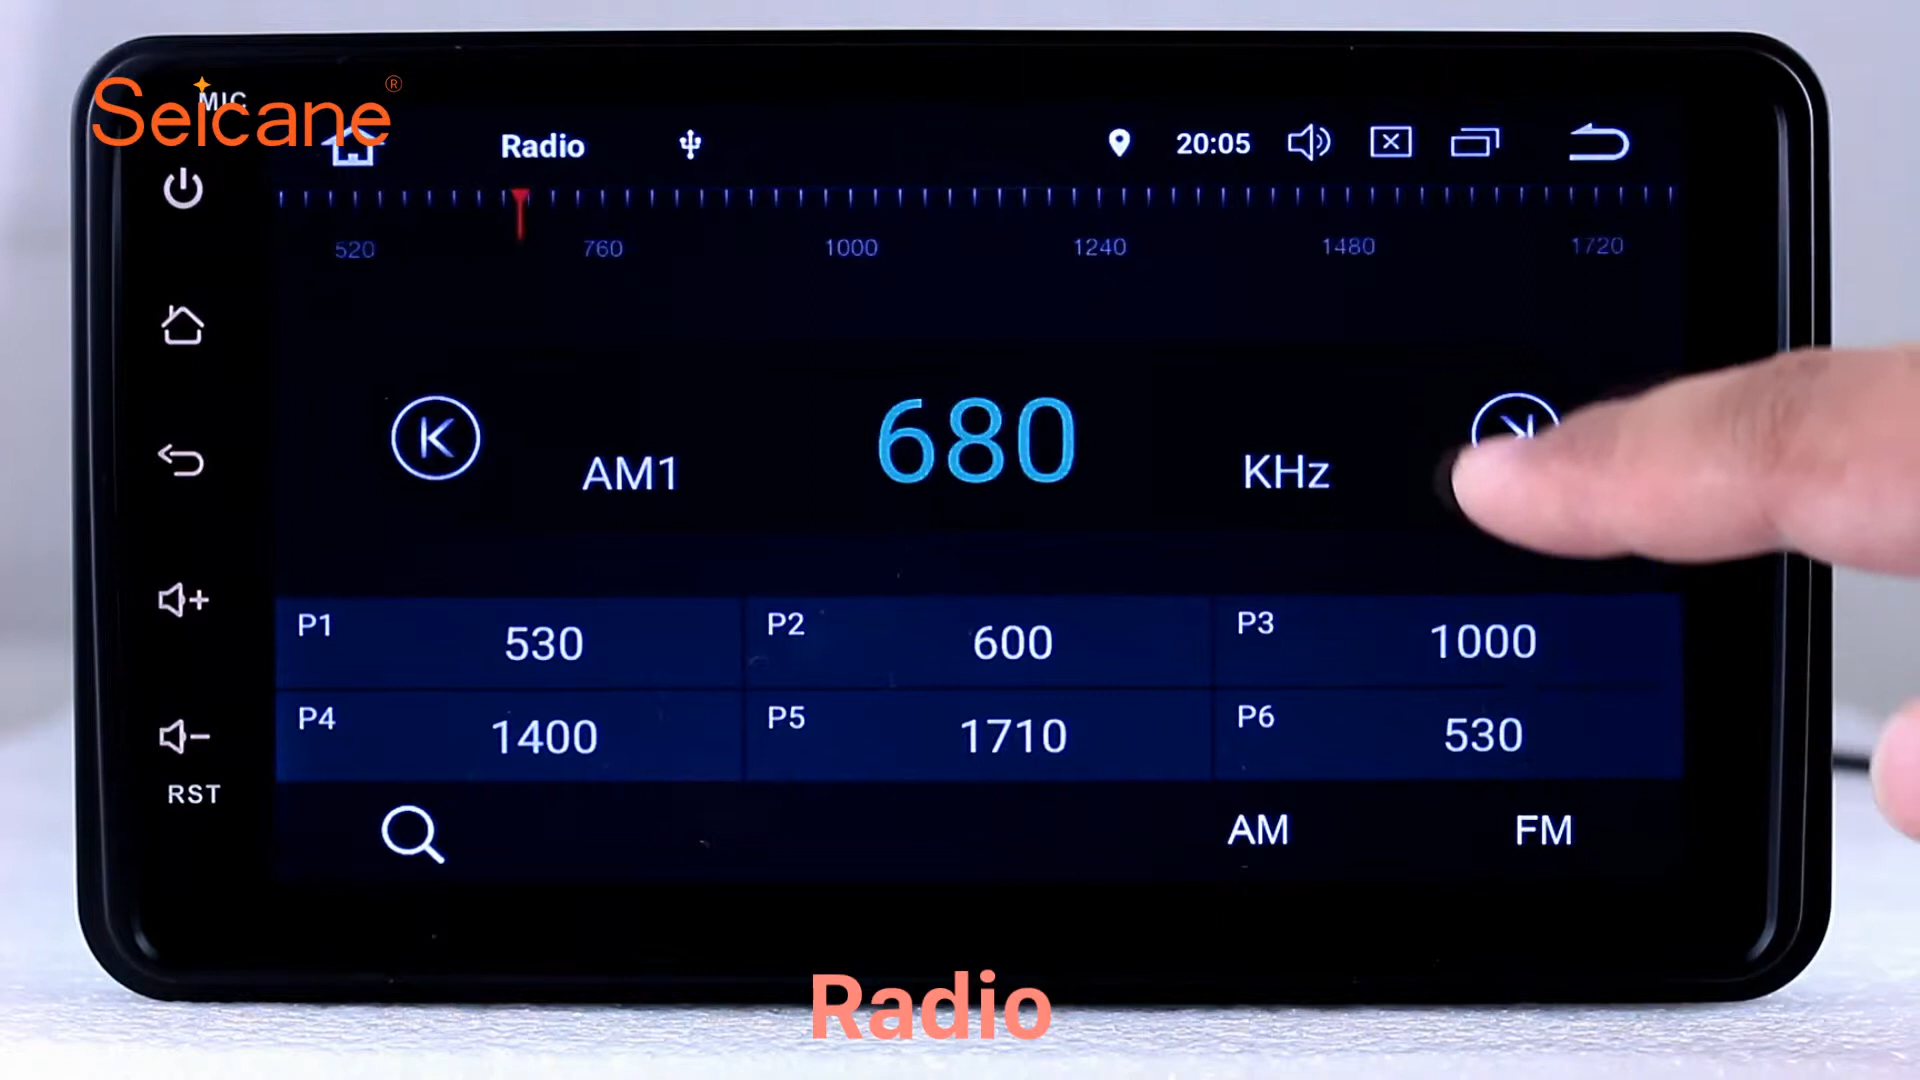 Seicane®
MIC
Radio
20:05
520 760 1000 1240 1480 1720
AM1 680 KHz
P1 530 P2 600 P3 1000
P4 1400 P5 1710 P6 530
RST
AM FM
Radio